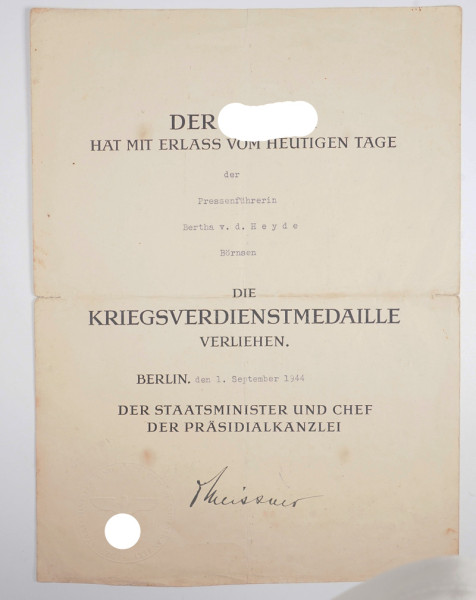 DER
HAT MIT ERLASS VOM HEUTIGEN TAGE
der
Pressenführerin
Bertha v. d. H e y d e
Börnsen
DIE
KRIEGSVERDIENSTMEDAILLE
VERLIEHEN.
BERLIN. den 1. September 1944
DER STAATSMINISTER UND CHEF
DER PRÄSIDIALKANZLEI
Meissner